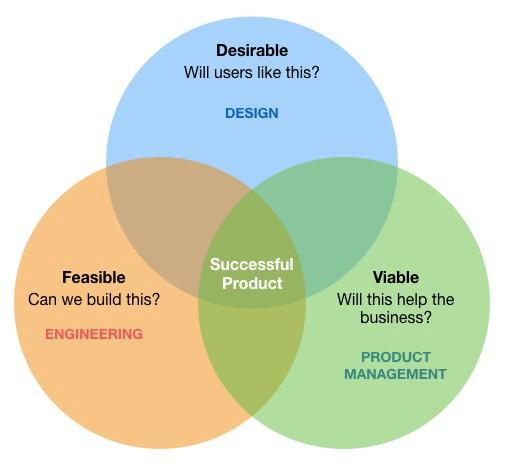 Desirable
Will users like this?
DESIGN
Successful
Product
Feasible
Can we build this?
ENGINEERING
Viable
Will this help the
business?
PRODUCT
MANAGEMENT